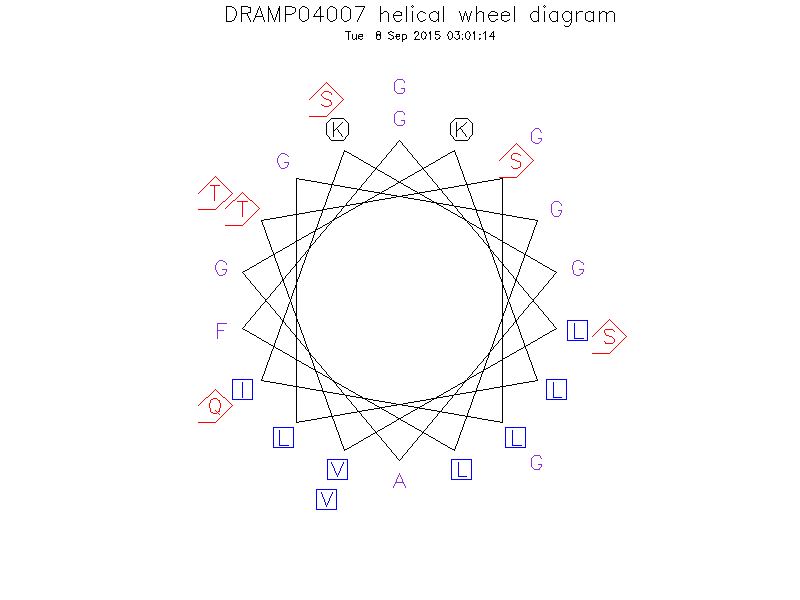 DRAMP04007 helical wheel diagram
Tue 8 Sep 2015 03:01:14
G
S
G
K
K
G
G
S
T
T
G
G
G
F
L
S
I
L
Q
L
L
G
V
L
A
V